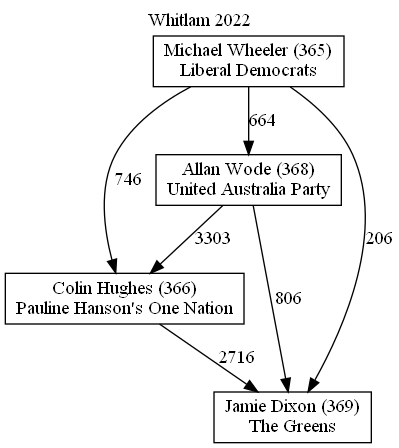 Whitlam 2022
Michael Wheeler (365)
Liberal Democrats
664
Allan Wode (368)
United Australia Party
746
3303
206
806
Colin Hughes (366)
Pauline Hanson's One Nation
2716
Jamie Dixon (369)
The Greens